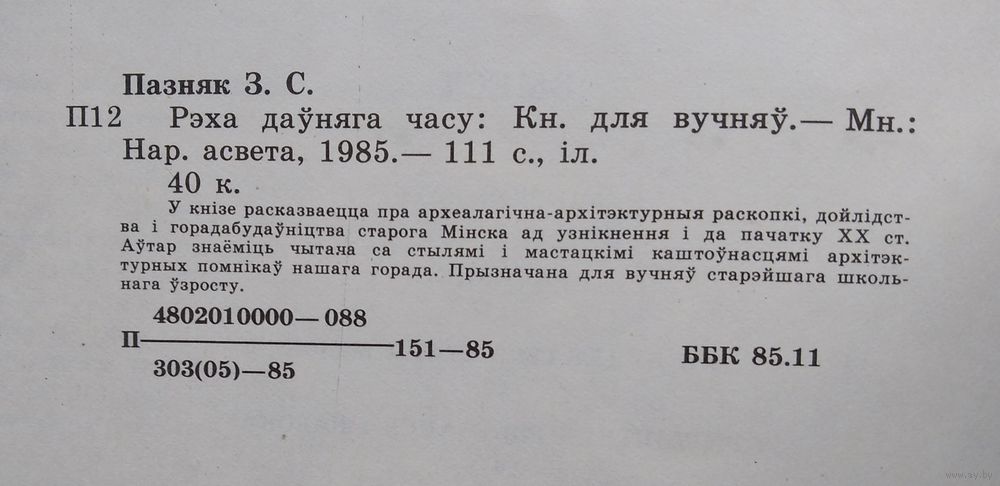 Пазняк З. С.
П12 Рэха даўняга часу: Кн. для вучняў.— Мн.:
Нар. асвета, 1985.— 111 с., іл.
40 к.
У кнізе расказваецца пра археалагічна-архітэктурныя раскопкі, дойлідст-
ва і горадабудаўніцтва старога Мінска ад узнікнення і да пачатку XX ст.
Аўтар знаёміць чытача са стылямі і мастацкімі каштоўнасцямі архітэк-
турных помнікаў нашага горада. Прызначана для вучняў старэйшага школь-
нага ўзросту.
4802010000—088
П————151—85
303(05)—85
ББК 85.11
www.ay.by